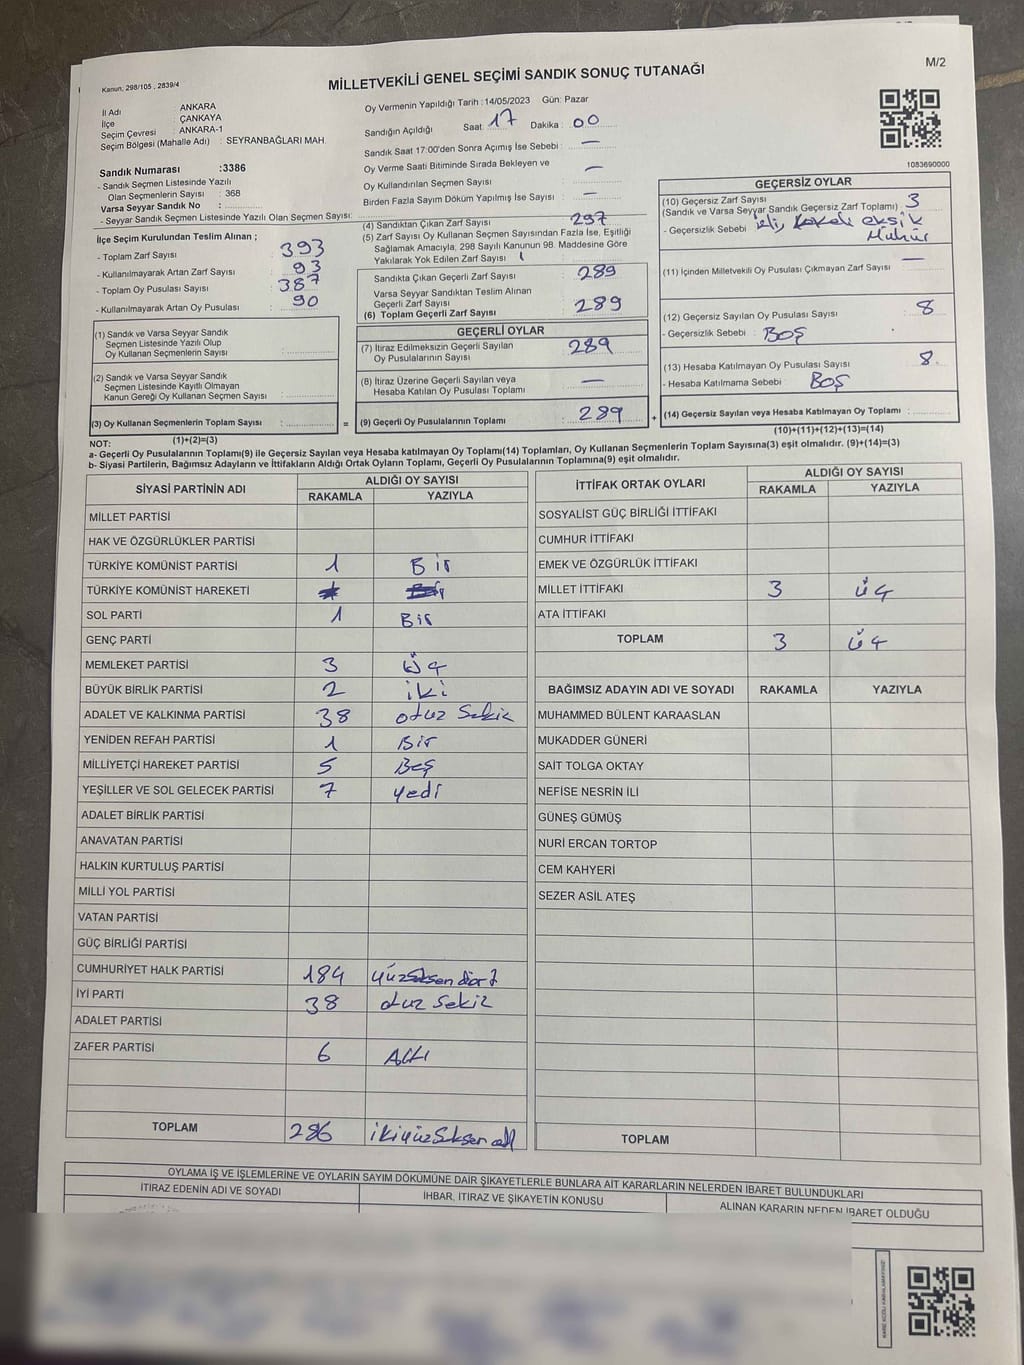 M/2
Kanun, 298/105 , 2839/4
MİLLETVEKİLİ GENEL SEÇİMİ SANDIK SONUÇ TUTANAĞI
İl Adı : ANKARA
İlçe : ÇANKAYA
Seçim Çevresi : ANKARA-1
Seçim Bölgesi (Mahalle Adı) : SEYRANBAĞLARI MAH.
Sandık Numarası :3386
- Sandık Seçmen Listesinde Yazılı
Olan Seçmenlerin Sayısı : 368
Varsa Seyyar Sandık No :
- Seyyar Sandık Seçmen Listesinde Yazılı Olan Seçmen Sayısı:
Oy Vermenin Yapıldığı Tarih :14/05/2023 Gün: Pazar
Sandığın Açıldığı Saat : 17 Dakika : 00
Sandık Saat 17:00'den Sonra Açımış İse Sebebi : —
Oy Verme Saati Bitiminde Sırada Bekleyen ve
Oy Kullandırılan Seçmen Sayısı : —
Birden Fazla Sayım Döküm Yapılmış İse Sayısı : —
1083690000
İlçe Seçim Kurulundan Teslim Alınan ;
- Toplam Zarf Sayısı : 393
- Kullanılmayarak Artan Zarf Sayısı : 93
- Toplam Oy Pusulası Sayısı : 387
- Kullanılmayarak Artan Oy Pusulası : 90
(1) Sandık ve Varsa Seyyar Sandık
Seçmen Listesinde Yazılı Olup
Oy Kullanan Seçmenlerin Sayısı :
(2) Sandık ve Varsa Seyyar Sandık
Seçmen Listesinde Kayıtlı Olmayan
Kanun Gereği Oy Kullanan Seçmen Sayısı :
(3) Oy Kullanan Seçmenlerin Toplam Sayısı :
(1)+(2)=(3)
(4) Sandıktan Çıkan Zarf Sayısı : 297
(5) Zarf Sayısı Oy Kullanan Seçmen Sayısından Fazla İse, Eşitliği
Sağlamak Amacıyla, 298 Sayılı Kanunun 98. Maddesine Göre
Yakılarak Yok Edilen Zarf Sayısı :
Sandıkta Çıkan Geçerli Zarf Sayısı : 289
Varsa Seyyar Sandıktan Teslim Alınan
Geçerli Zarf Sayısı :
(6) Toplam Geçerli Zarf Sayısı : 289
GEÇERLİ OYLAR
(7) İtiraz Edilmeksizin Geçerli Sayılan
Oy Pusulalarının Sayısı : 289
(8) İtiraz Üzerine Geçerli Sayılan veya
Hesaba Katılan Oy Pusulası Toplamı : —
= (9) Geçerli Oy Pusulalarının Toplamı : 289 +
GEÇERSİZ OYLAR
(10) Geçersiz Zarf Sayısı : 3
(Sandık ve Varsa Seyyar Sandık Geçersiz Zarf Toplamı)
- Geçersizlik Sebebi : eksik
Mühür
(11) İçinden Milletvekili Oy Pusulası Çıkmayan Zarf Sayısı : —
(12) Geçersiz Sayılan Oy Pusulası Sayısı : 8
- Geçersizlik Sebebi : BOŞ
(13) Hesaba Katılmayan Oy Pusulası Sayısı : 8
- Hesaba Katılmama Sebebi : BOŞ
(14) Geçersiz Sayılan veya Hesaba Katılmayan Oy Toplamı :
(10)+(11)+(12)+(13)=(14)
NOT:
a- Geçerli Oy Pusulalarının Toplamı(9) ile Geçersiz Sayılan veya Hesaba katılmayan Oy Toplamı(14) Toplamları, Oy Kullanan Seçmenlerin Toplam Sayısına(3) eşit olmalıdır. (9)+(14)=(3)
b- Siyasi Partilerin, Bağımsız Adayların ve İttifakların Aldığı Ortak Oyların Toplamı, Geçerli Oy Pusulalarının Toplamına(9) eşit olmalıdır.
SİYASİ PARTİNİN ADI ALDIĞI OY SAYISI
RAKAMLA YAZIYLA
MİLLET PARTİSİ
HAK VE ÖZGÜRLÜKLER PARTİSİ
TÜRKİYE KOMÜNİST PARTİSİ 1 Bir
TÜRKİYE KOMÜNİST HAREKETİ
SOL PARTİ 1 Bir
GENÇ PARTİ
MEMLEKET PARTİSİ 3 Üç
BÜYÜK BİRLİK PARTİSİ 2 iki
ADALET VE KALKINMA PARTİSİ 38 otuz Sekiz
YENİDEN REFAH PARTİSİ 1 Bir
MİLLİYETÇİ HAREKET PARTİSİ 5 Beş
YEŞİLLER VE SOL GELECEK PARTİSİ 7 yedi
ADALET BİRLİK PARTİSİ
ANAVATAN PARTİSİ
HALKIN KURTULUŞ PARTİSİ
MİLLİ YOL PARTİSİ
VATAN PARTİSİ
GÜÇ BİRLİĞİ PARTİSİ
CUMHURİYET HALK PARTİSİ 184 yüzseksen dört
İYİ PARTİ 38 otuz Sekiz
ADALET PARTİSİ
ZAFER PARTİSİ 6 Altı
TOPLAM 286 ikiyüzSeksen altı
İTTİFAK ORTAK OYLARI ALDIĞI OY SAYISI
RAKAMLA YAZIYLA
SOSYALİST GÜÇ BİRLİĞİ İTTİFAKI
CUMHUR İTTİFAKI
EMEK VE ÖZGÜRLÜK İTTİFAKI
MİLLET İTTİFAKI 3 üç
ATA İTTİFAKI
TOPLAM 3 üç
BAĞIMSIZ ADAYIN ADI VE SOYADI RAKAMLA YAZIYLA
MUHAMMED BÜLENT KARAASLAN
MUKADDER GÜNERİ
SAİT TOLGA OKTAY
NEFİSE NESRİN İLİ
GÜNEŞ GÜMÜŞ
NURİ ERCAN TORTOP
CEM KAHYERİ
SEZER ASİL ATEŞ
TOPLAM
OYLAMA İŞ VE İŞLEMLERİNE VE OYLARIN SAYIM DÖKÜMÜNE DAİR ŞİKAYETLERLE BUNLARA AİT KARARLARIN NELERDEN İBARET BULUNDUKLARI
İTİRAZ EDENİN ADI VE SOYADI İHBAR, İTİRAZ VE ŞİKAYETİN KONUSU ALINAN KARARIN NEDEN İBARET OLDUĞU